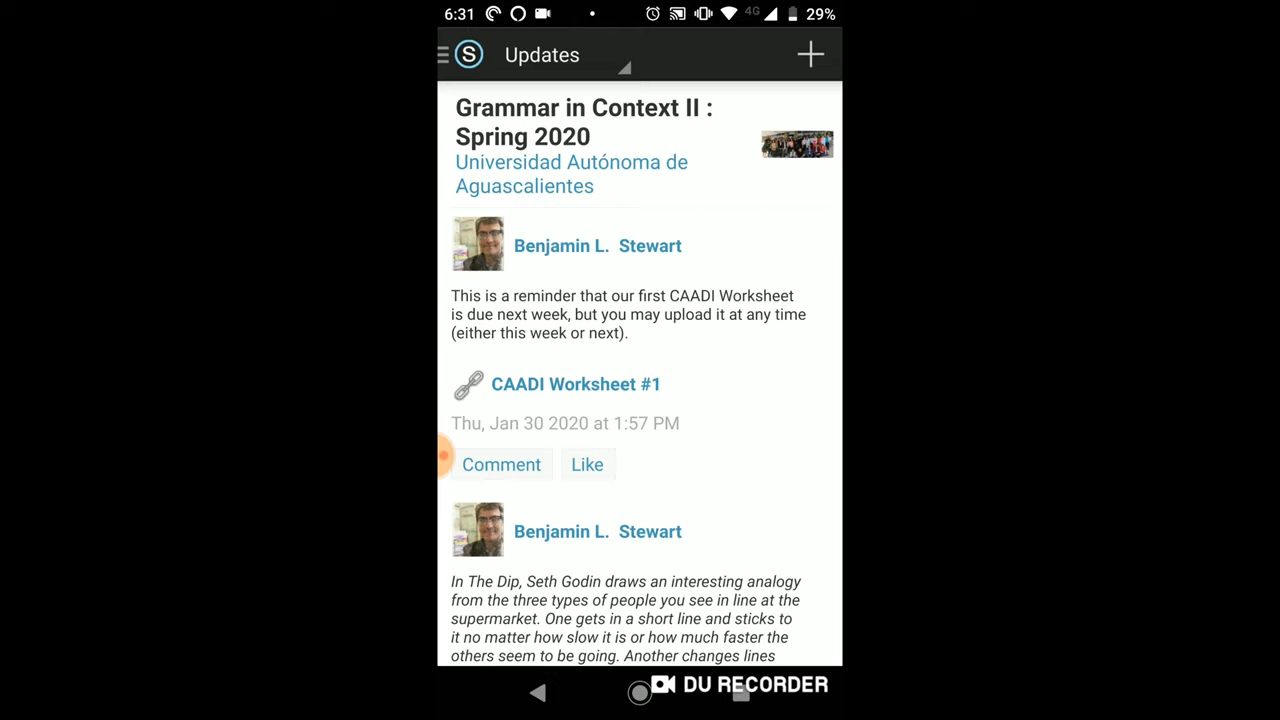 6:31 4G 29%
S Updates
Grammar in Context II :
Spring 2020
Universidad Autónoma de
Aguascalientes
Benjamin L. Stewart
This is a reminder that our first CAADI Worksheet
is due next week, but you may upload it at any time
(either this week or next).
CAADI Worksheet #1
Thu, Jan 30 2020 at 1:57 PM
Comment Like
Benjamin L. Stewart
In The Dip, Seth Godin draws an interesting analogy
from the three types of people you see in line at the
supermarket. One gets in a short line and sticks to
it no matter how slow it is or how much faster the
others seem to be going. Another changes lines
DU RECORDER